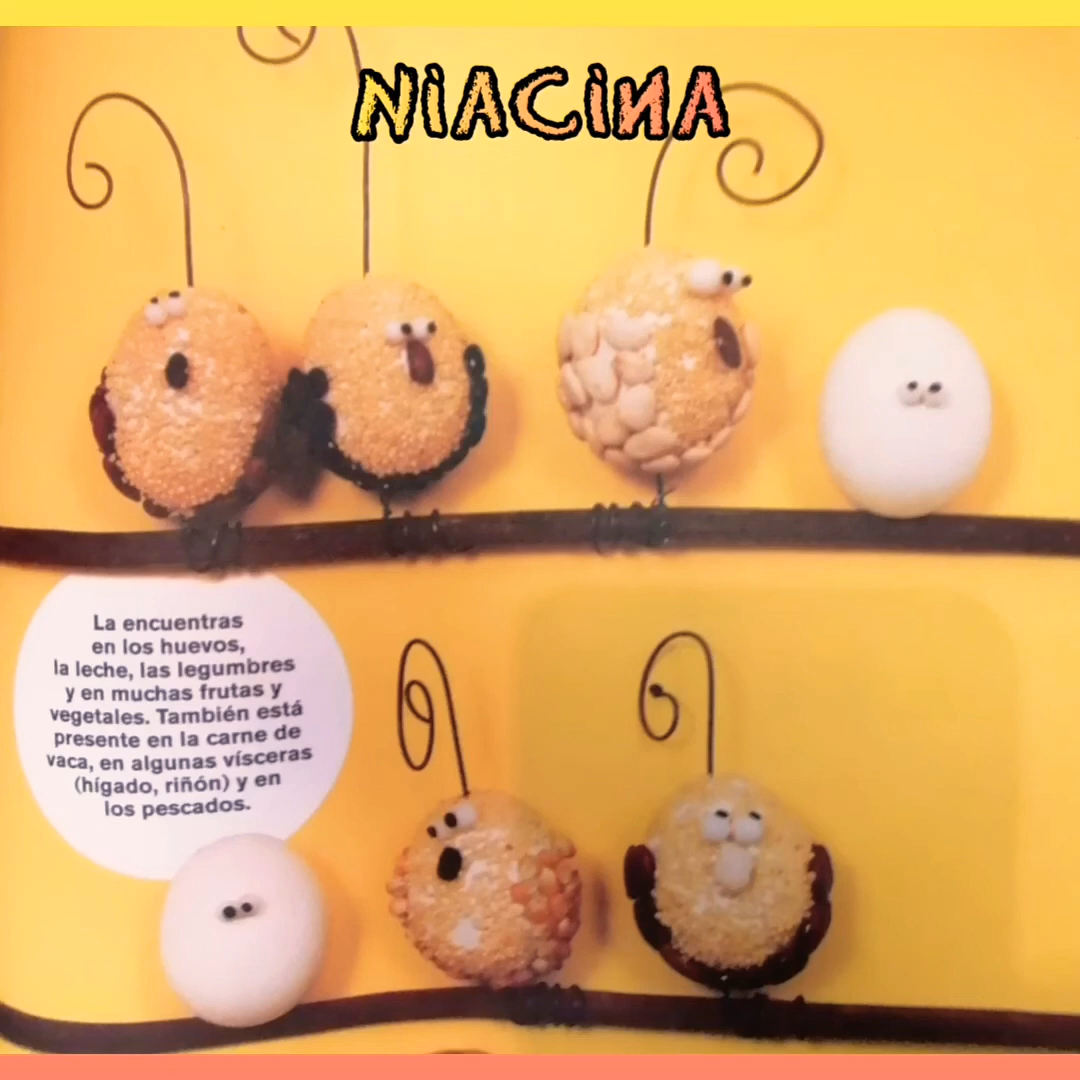 NiACiNA
La encuentras
en los huevos,
la leche, las legumbres
y en muchas frutas y
vegetales. También está
presente en la carne de
vaca, en algunas vísceras
(hígado, riñón) y en
los pescados.